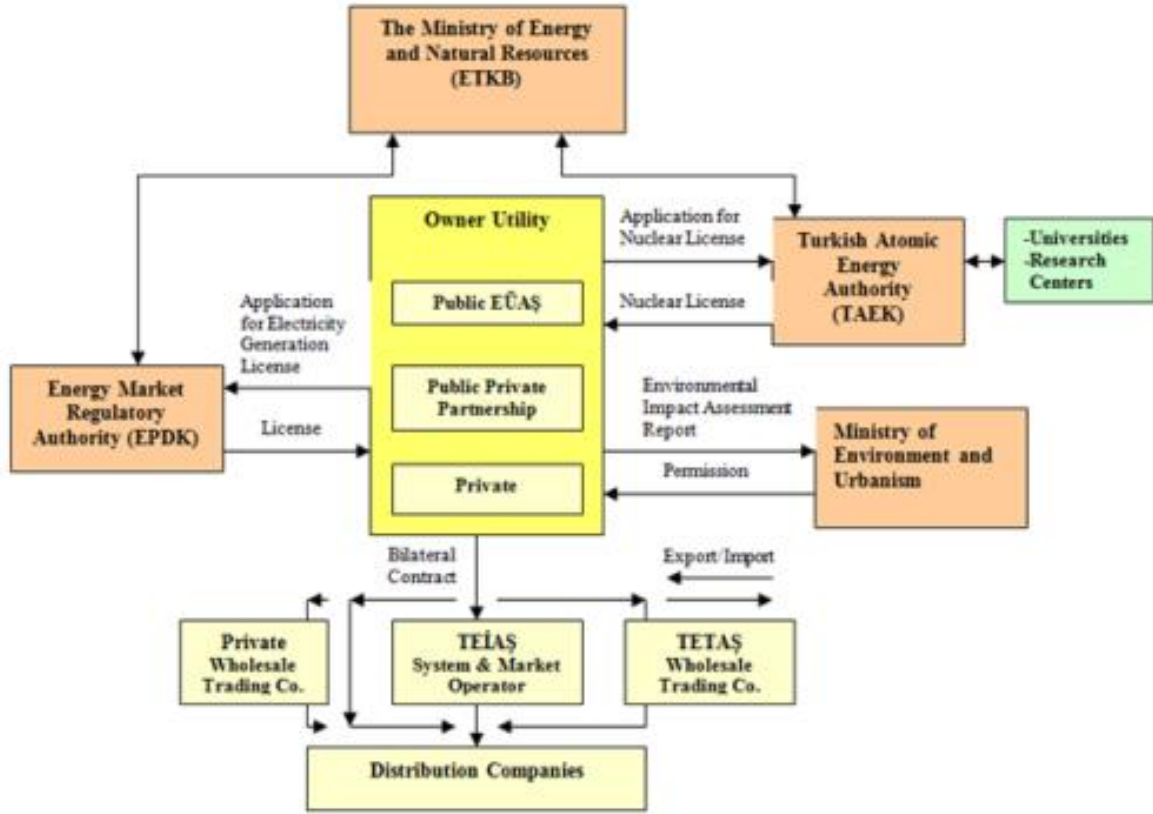 The Ministry of Energy
and Natural Resources
(ETKB)
Owner Utility
Public EÜAŞ
Public Private
Partnership
Private
Application for
Nuclear License
Nuclear License
Turkish Atomic
Energy
Authority
(TAEK)
-Universities
-Research
Centers
Application
for Electricity
Generation
License
License
Energy Market
Regulatory
Authority (EPDK)
Environmental
Impact Assessment
Report
Permission
Ministry of
Environment and
Urbanism
Bilateral
Contract
Export/Import
Private
Wholesale
Trading Co.
TEİAŞ
System & Market
Operator
TETAŞ
Wholesale
Trading Co.
Distribution Companies